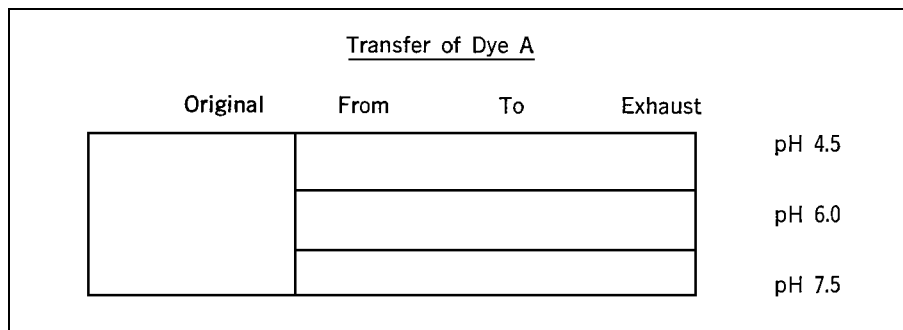 Transfer of Dye A
Original From To Exhaust
pH 4.5
pH 6.0
pH 7.5